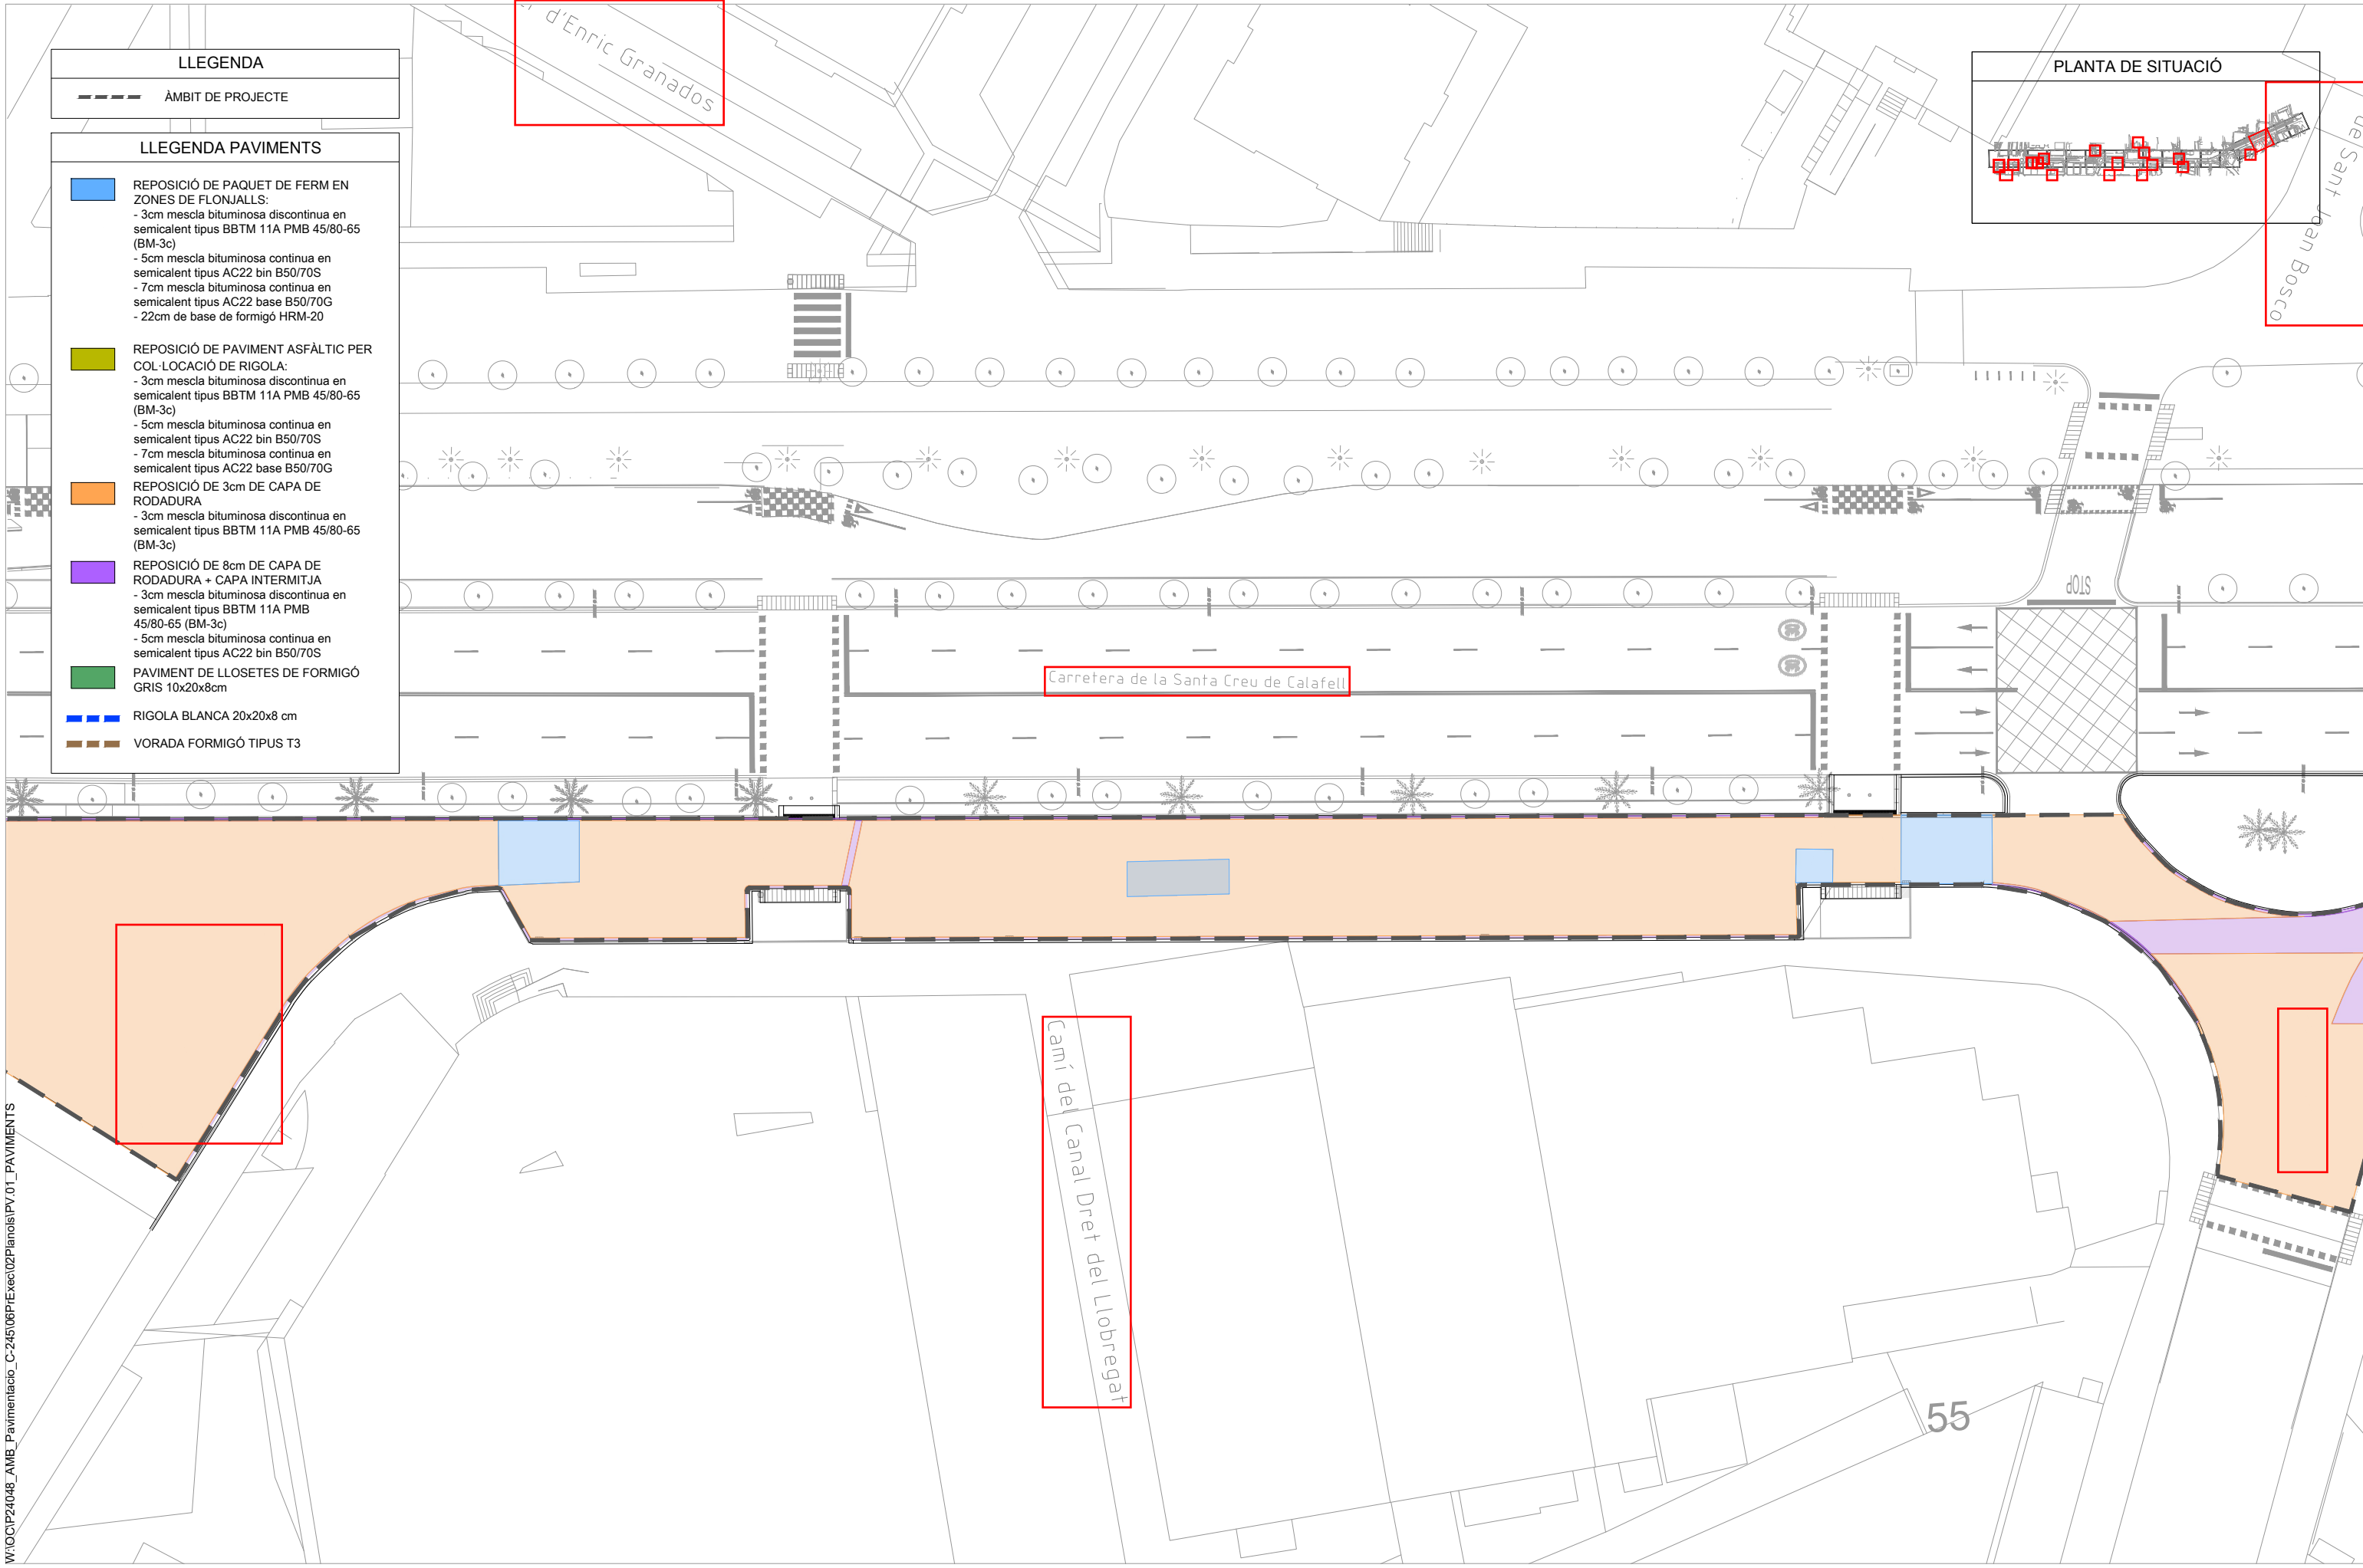 d'Enric Granados
LLEGENDA
ÀMBIT DE PROJECTE
PLANTA DE SITUACIÓ
de Sant Joan Bosco
LLEGENDA PAVIMENTS
REPOSICIÓ DE PAQUET DE FERM EN
ZONES DE FLONJALLS:
- 3cm mescla bituminosa discontinua en
semicalent tipus BBTM 11A PMB 45/80-65
(BM-3c)
- 5cm mescla bituminosa continua en
semicalent tipus AC22 bin B50/70S
- 7cm mescla bituminosa continua en
semicalent tipus AC22 base B50/70G
- 22cm de base de formigó HRM-20
REPOSICIÓ DE PAVIMENT ASFÀLTIC PER
COL·LOCACIÓ DE RIGOLA:
- 3cm mescla bituminosa discontinua en
semicalent tipus BBTM 11A PMB 45/80-65
(BM-3c)
- 5cm mescla bituminosa continua en
semicalent tipus AC22 bin B50/70S
- 7cm mescla bituminosa continua en
semicalent tipus AC22 base B50/70G
REPOSICIÓ DE 3cm DE CAPA DE
RODADURA
- 3cm mescla bituminosa discontinua en
semicalent tipus BBTM 11A PMB 45/80-65
(BM-3c)
REPOSICIÓ DE 8cm DE CAPA DE
RODADURA + CAPA INTERMITJA
- 3cm mescla bituminosa discontinua en
semicalent tipus BBTM 11A PMB
45/80-65 (BM-3c)
- 5cm mescla bituminosa continua en
semicalent tipus AC22 bin B50/70S
PAVIMENT DE LLOSETES DE FORMIGÓ
GRIS 10x20x8cm
RIGOLA BLANCA 20x20x8 cm
VORADA FORMIGÓ TIPUS T3
STOP
Carretera de la Santa Creu de Calafell
Camí del Canal Dret del Llobregat
55
W:\OC\P24048_AMB_Pavimentacio_C-245\06PrExec\02Planols\PV.01_PAVIMENTS